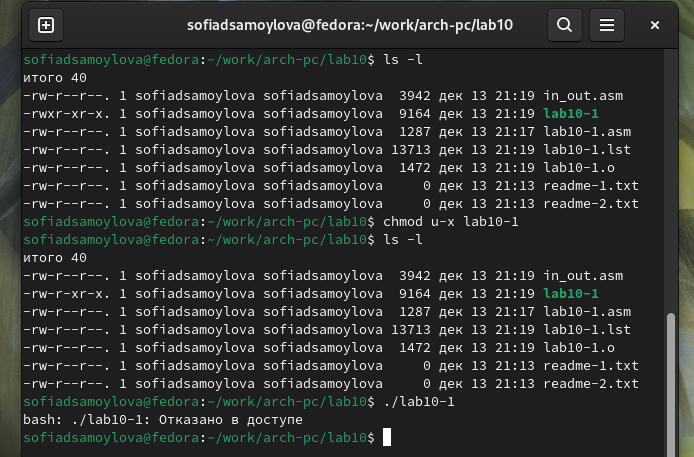 sofiadsamoylova@fedora:~/work/arch-pc/lab10
sofiadsamoylova@fedora:~/work/arch-pc/lab10$ ls -l
итого 40
-rw-r--r--. 1 sofiadsamoylova sofiadsamoylova  3942 дек 13 21:19 in_out.asm
-rwxr-xr-x. 1 sofiadsamoylova sofiadsamoylova  9164 дек 13 21:19 lab10-1
-rw-r--r--. 1 sofiadsamoylova sofiadsamoylova  1287 дек 13 21:17 lab10-1.asm
-rw-r--r--. 1 sofiadsamoylova sofiadsamoylova 13713 дек 13 21:19 lab10-1.lst
-rw-r--r--. 1 sofiadsamoylova sofiadsamoylova  1472 дек 13 21:19 lab10-1.o
-rw-r--r--. 1 sofiadsamoylova sofiadsamoylova     0 дек 13 21:13 readme-1.txt
-rw-r--r--. 1 sofiadsamoylova sofiadsamoylova     0 дек 13 21:13 readme-2.txt
sofiadsamoylova@fedora:~/work/arch-pc/lab10$ chmod u-x lab10-1
sofiadsamoylova@fedora:~/work/arch-pc/lab10$ ls -l
итого 40
-rw-r--r--. 1 sofiadsamoylova sofiadsamoylova  3942 дек 13 21:19 in_out.asm
-rw-r-xr-x. 1 sofiadsamoylova sofiadsamoylova  9164 дек 13 21:19 lab10-1
-rw-r--r--. 1 sofiadsamoylova sofiadsamoylova  1287 дек 13 21:17 lab10-1.asm
-rw-r--r--. 1 sofiadsamoylova sofiadsamoylova 13713 дек 13 21:19 lab10-1.lst
-rw-r--r--. 1 sofiadsamoylova sofiadsamoylova  1472 дек 13 21:19 lab10-1.o
-rw-r--r--. 1 sofiadsamoylova sofiadsamoylova     0 дек 13 21:13 readme-1.txt
-rw-r--r--. 1 sofiadsamoylova sofiadsamoylova     0 дек 13 21:13 readme-2.txt
sofiadsamoylova@fedora:~/work/arch-pc/lab10$ ./lab10-1
bash: ./lab10-1: Отказано в доступе
sofiadsamoylova@fedora:~/work/arch-pc/lab10$